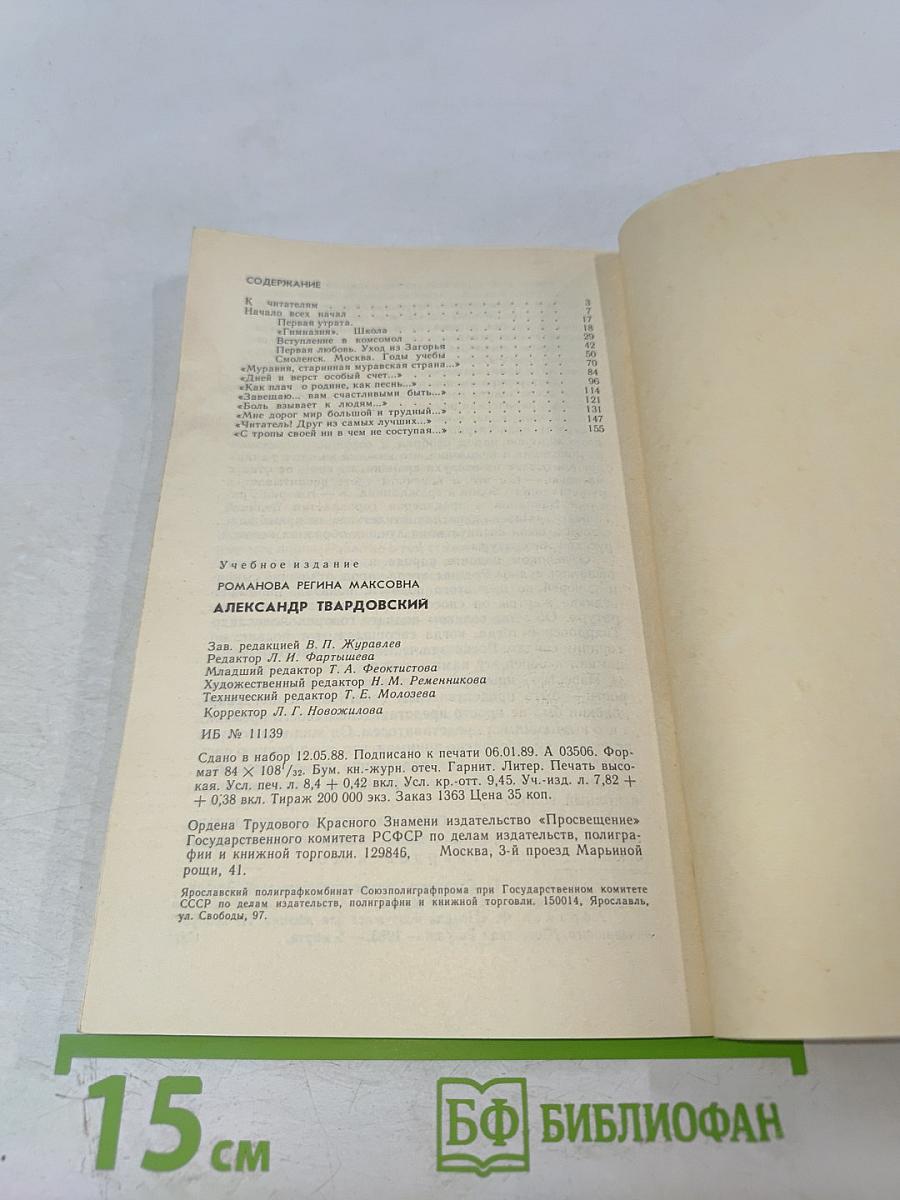 СОДЕРЖАНИЕ
К читателям . . . . . . . . . . . . . . 3
Начало всех начал . . . . . . . . . . . . 7
Первая утрата. . . . . . . . . . . . 17
«Гимназия». Школа . . . . . . . . . . 18
Вступление в комсомол . . . . . . . . . 29
Первая любовь. Уход из Загорья . . . . . . . 42
Смоленск. Москва. Годы учебы . . . . . . . 50
«Муравия, старинная муравская страна...» . . . . . . . 70
«Дней и верст особый счет...» . . . . . . . . . 84
«Как плач о родине, как песнь...» . . . . . . . . 96
«Завещаю... вам счастливыми быть...» . . . . . . . 114
«Боль взывает к людям...» . . . . . . . . . . 121
«Мне дорог мир большой и трудный...» . . . . . . . 131
«Читатель! Друг из самых лучших...» . . . . . . . 147
«С тропы своей ни в чем не соступая...» . . . . . . . 155
Учебное издание
РОМАНОВА РЕГИНА МАКСОВНА
АЛЕКСАНДР ТВАРДОВСКИЙ
Зав. редакцией В. П. Журавлев
Редактор Л. И. Фартышева
Младший редактор Т. А. Феоктистова
Художественный редактор Н. М. Ременникова
Технический редактор Т. Е. Молозева
Корректор Л. Г. Новожилова
ИБ № 11139
Сдано в набор 12.05.88. Подписано к печати 06.01.89. А 03506. Фор-
мат 84 × 108 1/32. Бум. кн.-журн. отеч. Гарнит. Литер. Печать высо-
кая. Усл. печ. л. 8,4 + 0,42 вкл. Усл. кр.-отт. 9,45. Уч.-изд. л. 7,82 +
+ 0,38 вкл. Тираж 200 000 экз. Заказ 1363 Цена 35 коп.
Ордена Трудового Красного Знамени издательство «Просвещение»
Государственного комитета РСФСР по делам издательств, полигра-
фии и книжной торговли. 129846, Москва, 3-й проезд Марьиной
рощи, 41.
Ярославский полиграфкомбинат Союзполиграфпрома при Государственном комитете
СССР по делам издательств, полиграфии и книжной торговли. 150014, Ярославль,
ул. Свободы, 97.
15 см
БФ БИБЛИОФАН